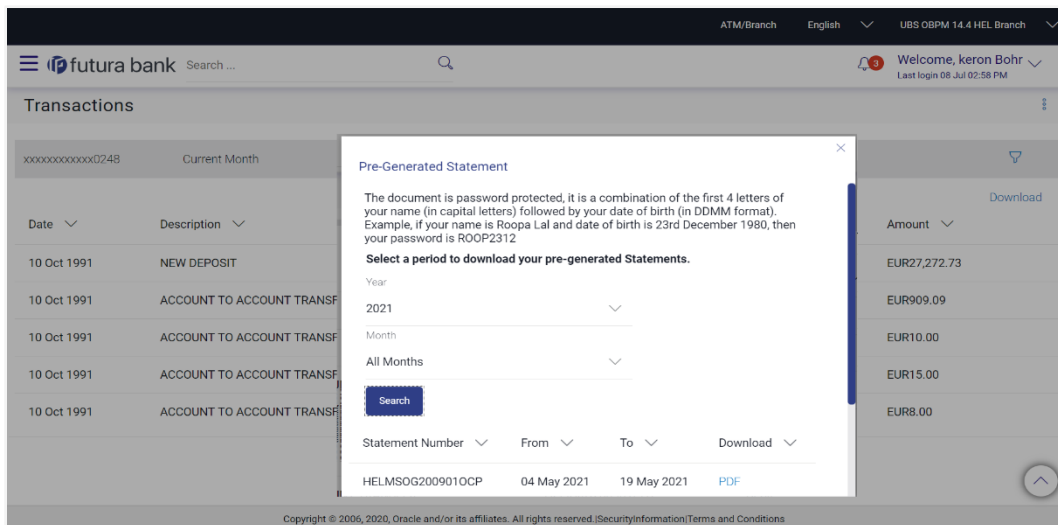 ATM/Branch English UBS OBPM 14.4 HEL Branch
futura bank Search ... 3 Welcome, keron Bohr
Last login 08 Jul 02:58 PM
Transactions
xxxxxxxxxxxx0248 Current Month
Download
Date Description Amount
10 Oct 1991 NEW DEPOSIT EUR27,272.73
10 Oct 1991 ACCOUNT TO ACCOUNT TRANSF EUR909.09
10 Oct 1991 ACCOUNT TO ACCOUNT TRANSF EUR10.00
10 Oct 1991 ACCOUNT TO ACCOUNT TRANSF EUR15.00
10 Oct 1991 ACCOUNT TO ACCOUNT TRANSF EUR8.00
Pre-Generated Statement
The document is password protected, it is a combination of the first 4 letters of
your name (in capital letters) followed by your date of birth (in DDMM format).
Example, if your name is Roopa Lal and date of birth is 23rd December 1980, then
your password is ROOP2312
Select a period to download your pre-generated Statements.
Year
2021
Month
All Months
Search
Statement Number From To Download
HELMSOG200901OCP 04 May 2021 19 May 2021 PDF
Copyright © 2006, 2020, Oracle and/or its affiliates. All rights reserved.|SecurityInformation|Terms and Conditions